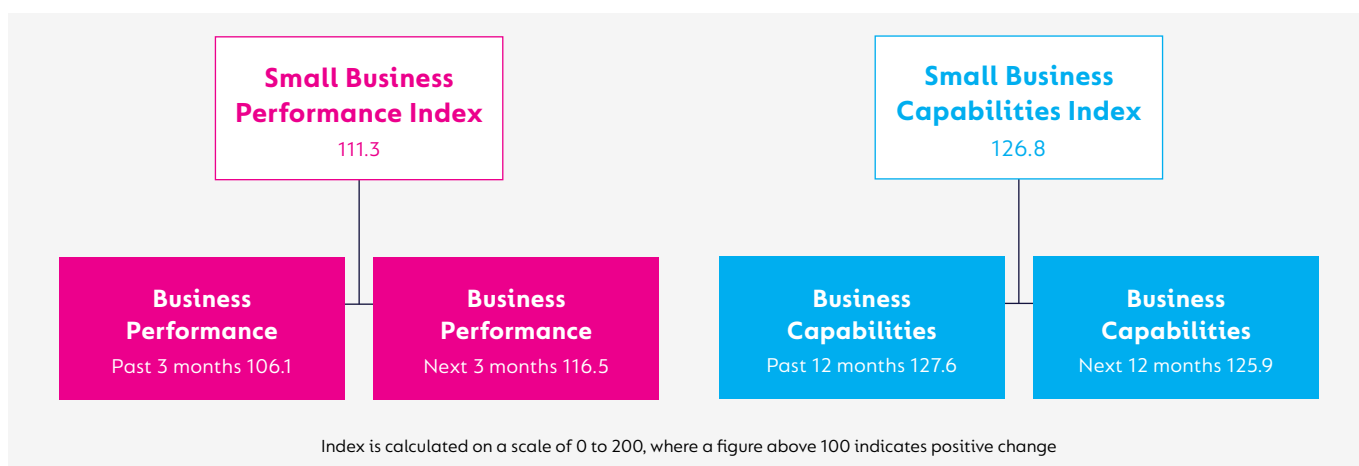 Small Business
Performance Index
111.3
Small Business
Capabilities Index
126.8
Business
Performance
Past 3 months 106.1
Business
Performance
Next 3 months 116.5
Business
Capabilities
Past 12 months 127.6
Business
Capabilities
Next 12 months 125.9
Index is calculated on a scale of 0 to 200, where a figure above 100 indicates positive change